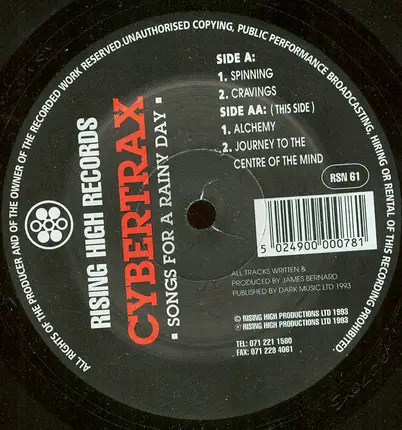 ALL RIGHTS OF THE PRODUCER AND OF THE OWNER OF THE RECORDED WORK RESERVED. UNAUTHORISED COPYING, PUBLIC PERFORMANCE BROADCASTING, HIRING OR RENTAL OF THIS RECORDING PROHIBITED.
RISING HIGH RECORDS
CYBERTRAX
▪ SONGS FOR A RAINY DAY ▪
SIDE A:
1. SPINNING
2. CRAVINGS
SIDE AA: (THIS SIDE)
1. ALCHEMY
2. JOURNEY TO THE
CENTRE OF THE MIND
RSN 61
5 024900 000781
ALL TRACKS WRITTEN &
PRODUCED BY JAMES BERNARD
PUBLISHED BY DARK MUSIC LTD 1993
© RISING HIGH PRODUCTIONS LTD 1993
℗ RISING HIGH PRODUCTIONS LTD 1993
TEL: 071 221 1580
FAX: 071 229 4061